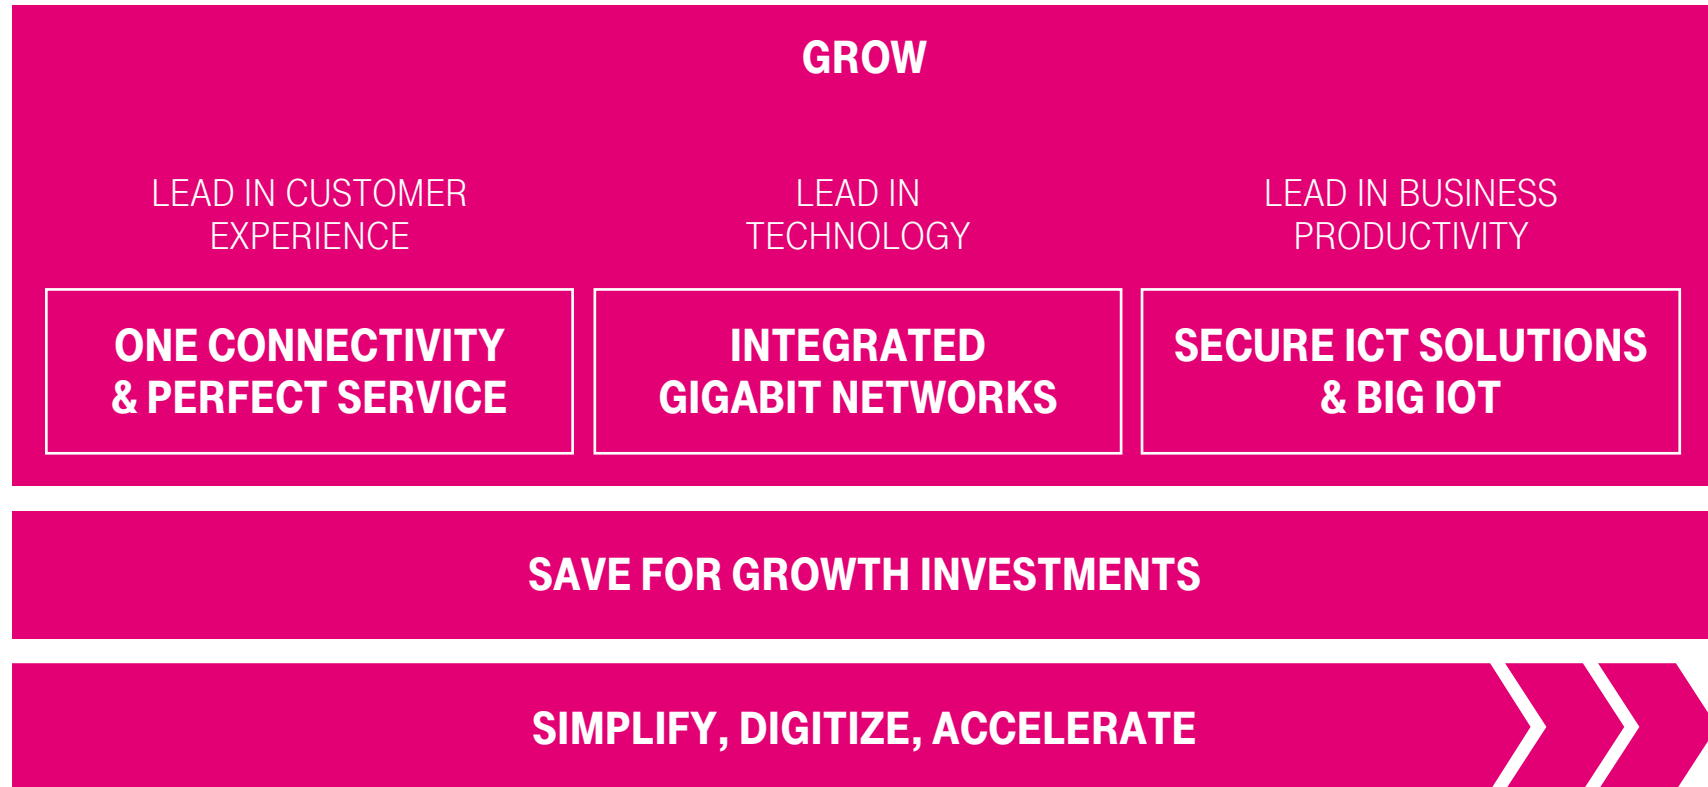 GROW
LEAD IN CUSTOMER
EXPERIENCE
LEAD IN
TECHNOLOGY
LEAD IN BUSINESS
PRODUCTIVITY
ONE CONNECTIVITY
& PERFECT SERVICE
INTEGRATED
GIGABIT NETWORKS
SECURE ICT SOLUTIONS
& BIG IOT
SAVE FOR GROWTH INVESTMENTS
SIMPLIFY, DIGITIZE, ACCELERATE